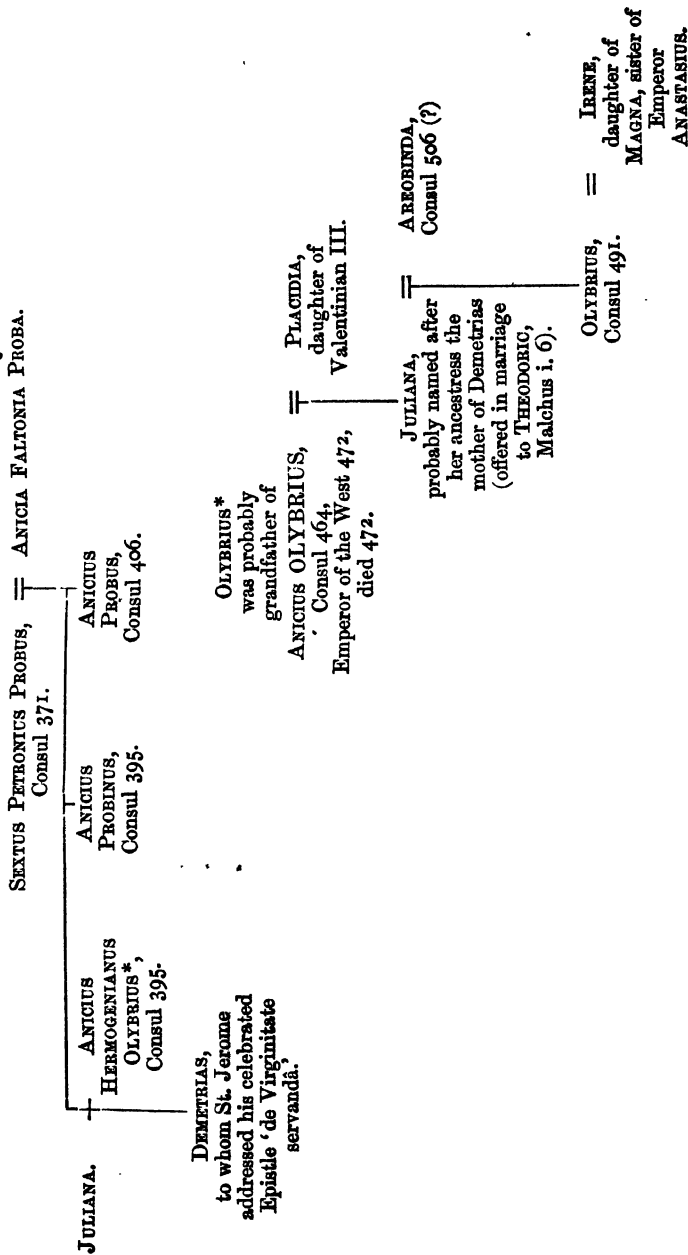 SEXTUS PETRONIUS PROBUS,
Consul 371.
=
ANICIA FALTONIA PROBA.
JULIANA.
ANICIUS
HERMOGENIANUS
OLYBRIUS*,
Consul 395.
ANICIUS
PROBINUS,
Consul 395.
ANICIUS
PROBUS,
Consul 406.
DEMETRIAS,
to whom St. Jerome
addressed his celebrated
Epistle ‘de Virginitate
servandâ.’
OLYBRIUS*
was probably
grandfather of
ANICIUS OLYBRIUS,
Consul 464,
Emperor of the West 472,
died 472.
=
PLACIDIA,
daughter of
Valentinian III.
JULIANA,
probably named after
her ancestress the
mother of Demetrias
(offered in marriage
to THEODORIC,
Malchus i. 6).
=
AREOBINDA,
Consul 506 (?)
OLYBRIUS,
Consul 491.
=
IRENE,
daughter of
MAGNA, sister of
Emperor
ANASTASIUS.